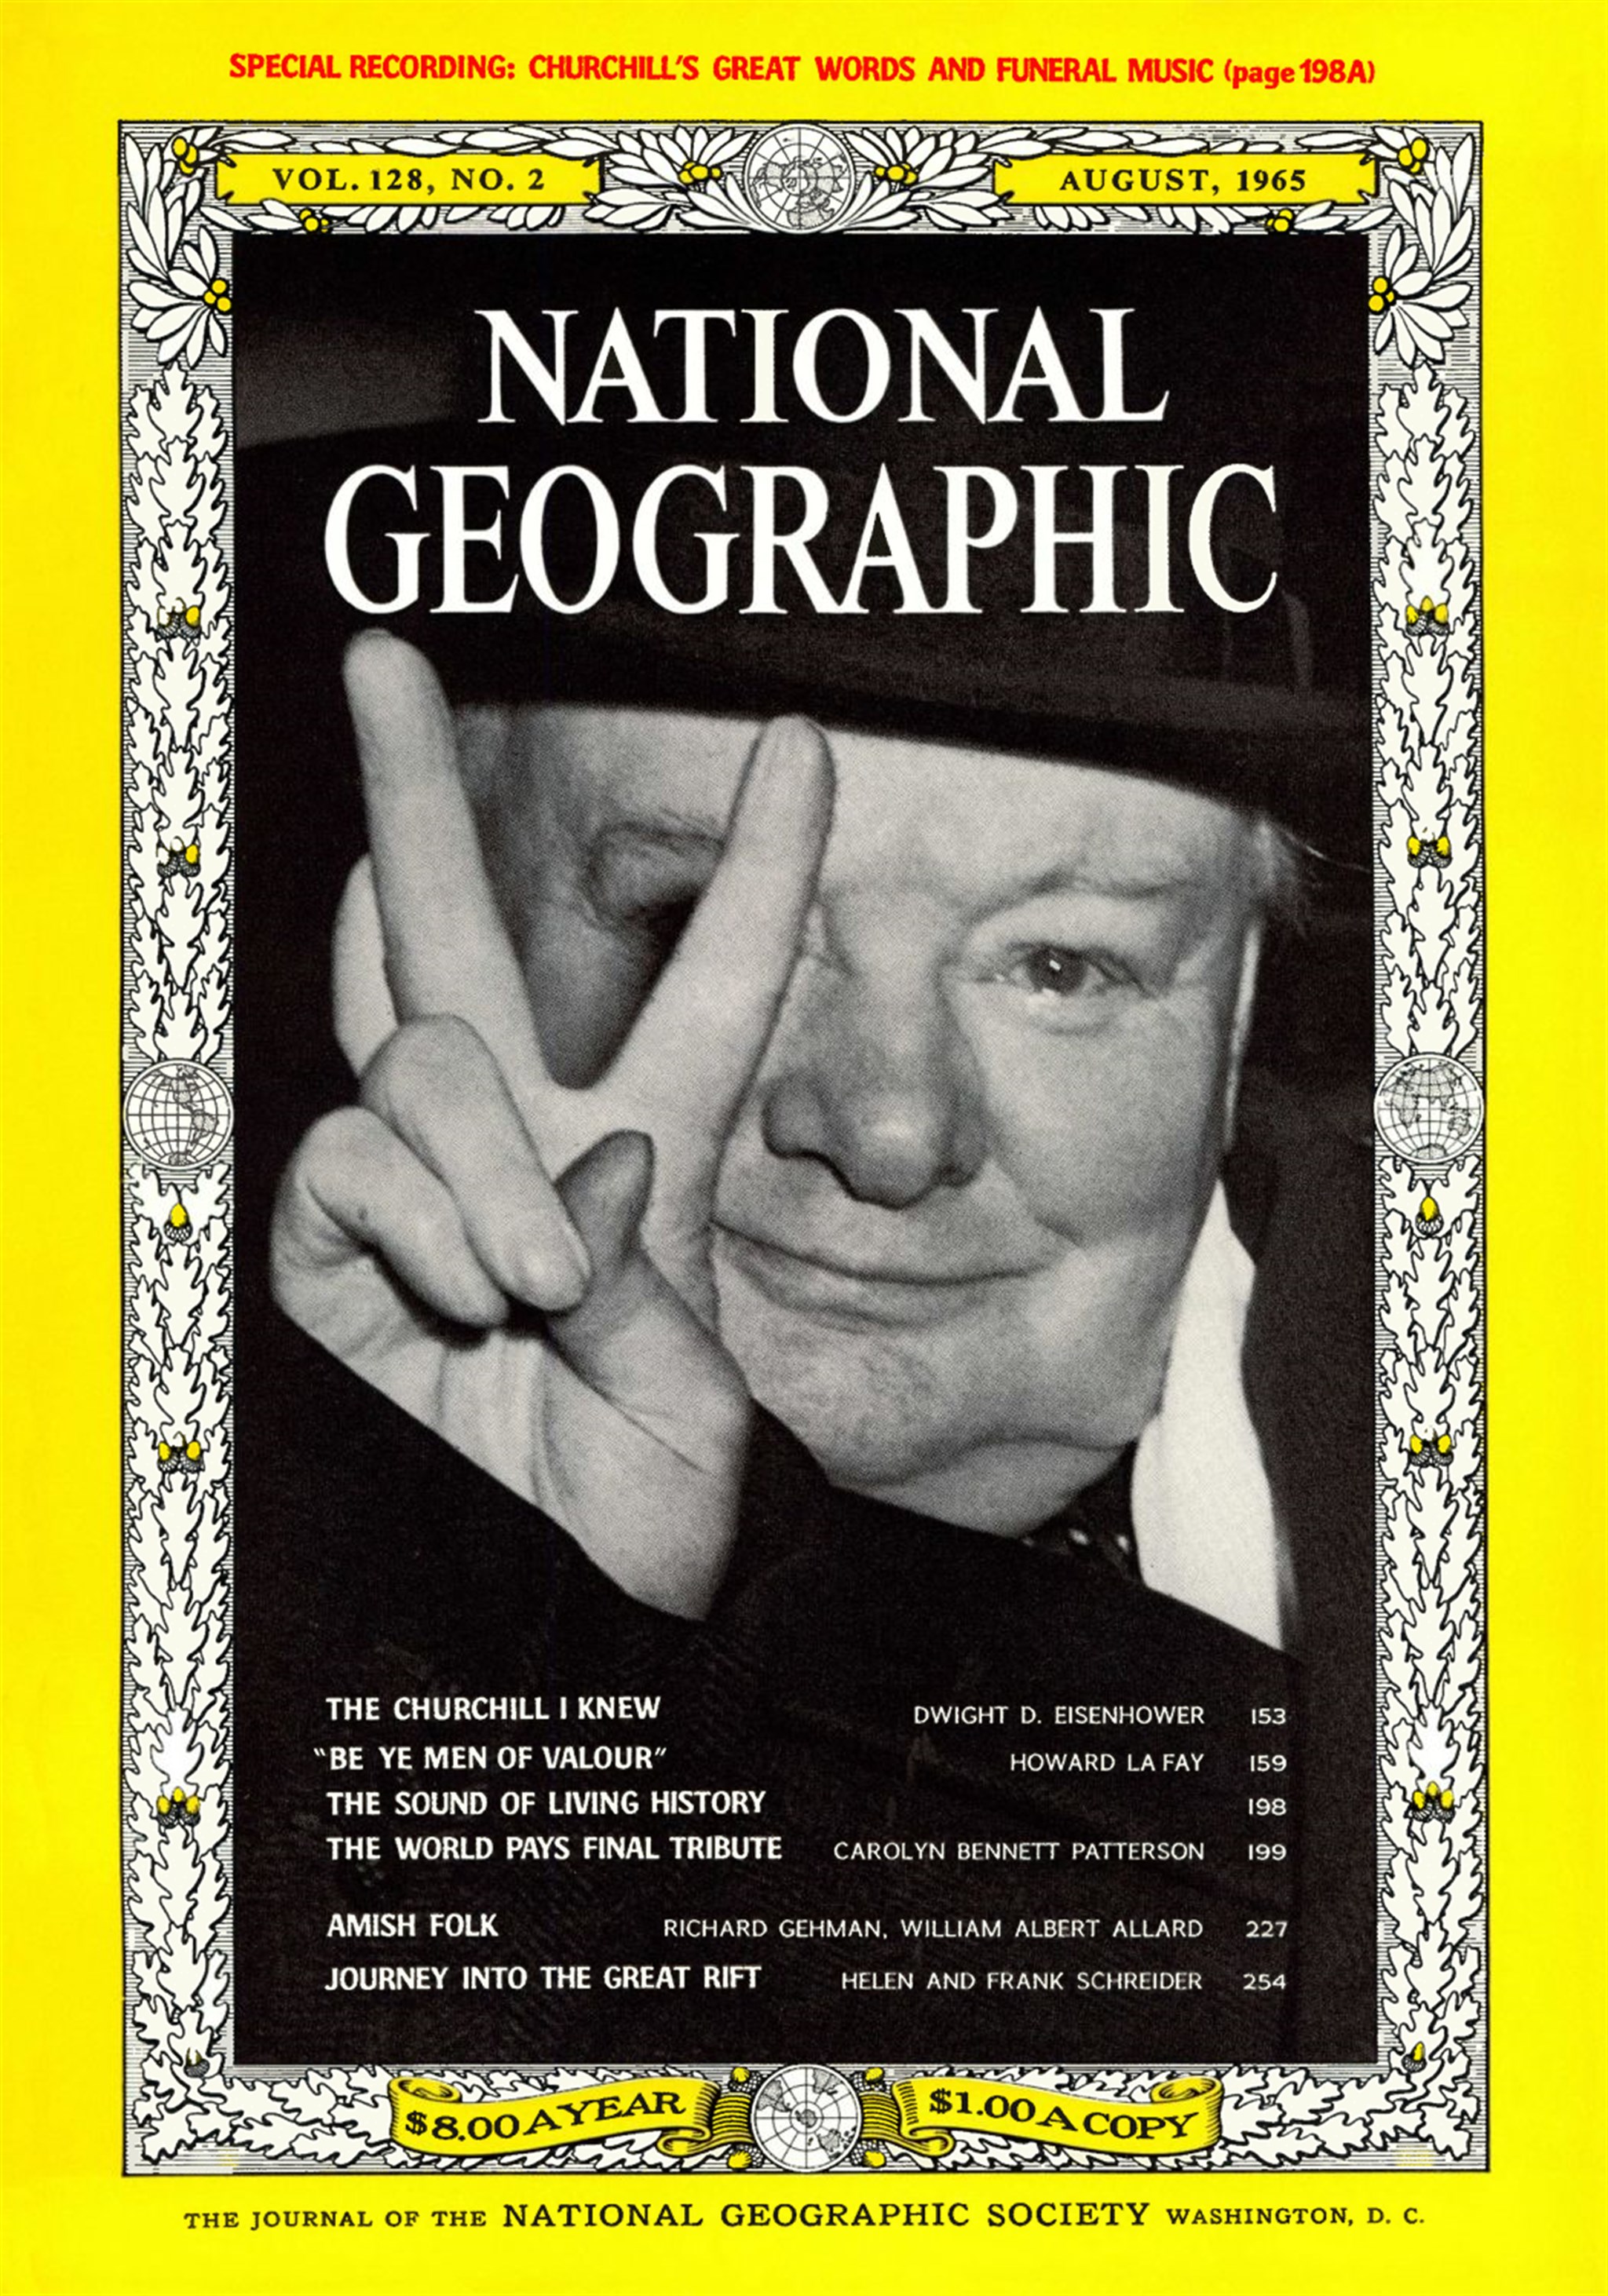 SPECIAL RECORDING: CHURCHILL'S GREAT WORDS AND FUNERAL MUSIC (page 198A)
VOL. 128, NO. 2
AUGUST, 1965
NATIONAL
GEOGRAPHIC
THE CHURCHILL I KNEW DWIGHT D. EISENHOWER 153
"BE YE MEN OF VALOUR" HOWARD LA FAY 159
THE SOUND OF LIVING HISTORY 198
THE WORLD PAYS FINAL TRIBUTE CAROLYN BENNETT PATTERSON 199
AMISH FOLK RICHARD GEHMAN, WILLIAM ALBERT ALLARD 227
JOURNEY INTO THE GREAT RIFT HELEN AND FRANK SCHREIDER 254
$8.00 A YEAR
$1.00 A COPY
THE JOURNAL OF THE NATIONAL GEOGRAPHIC SOCIETY WASHINGTON, D. C.